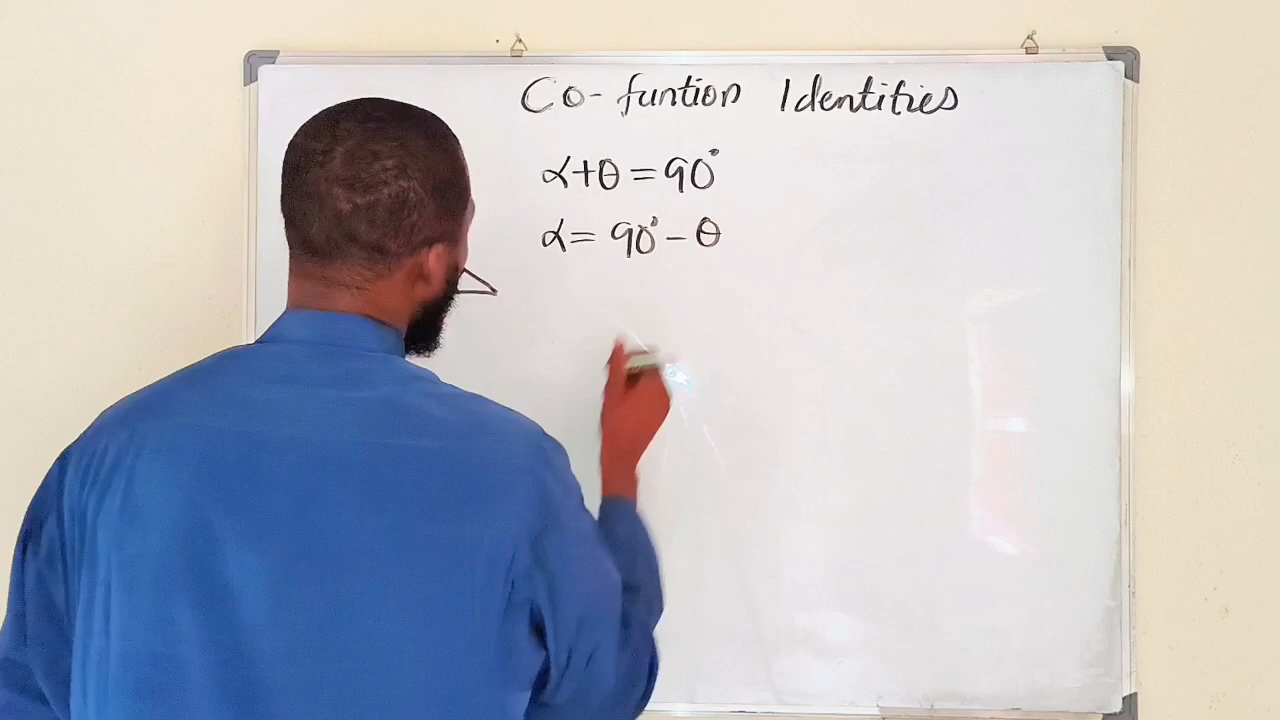 Co-funtion Identities
α+θ=90°
α=90°-θ